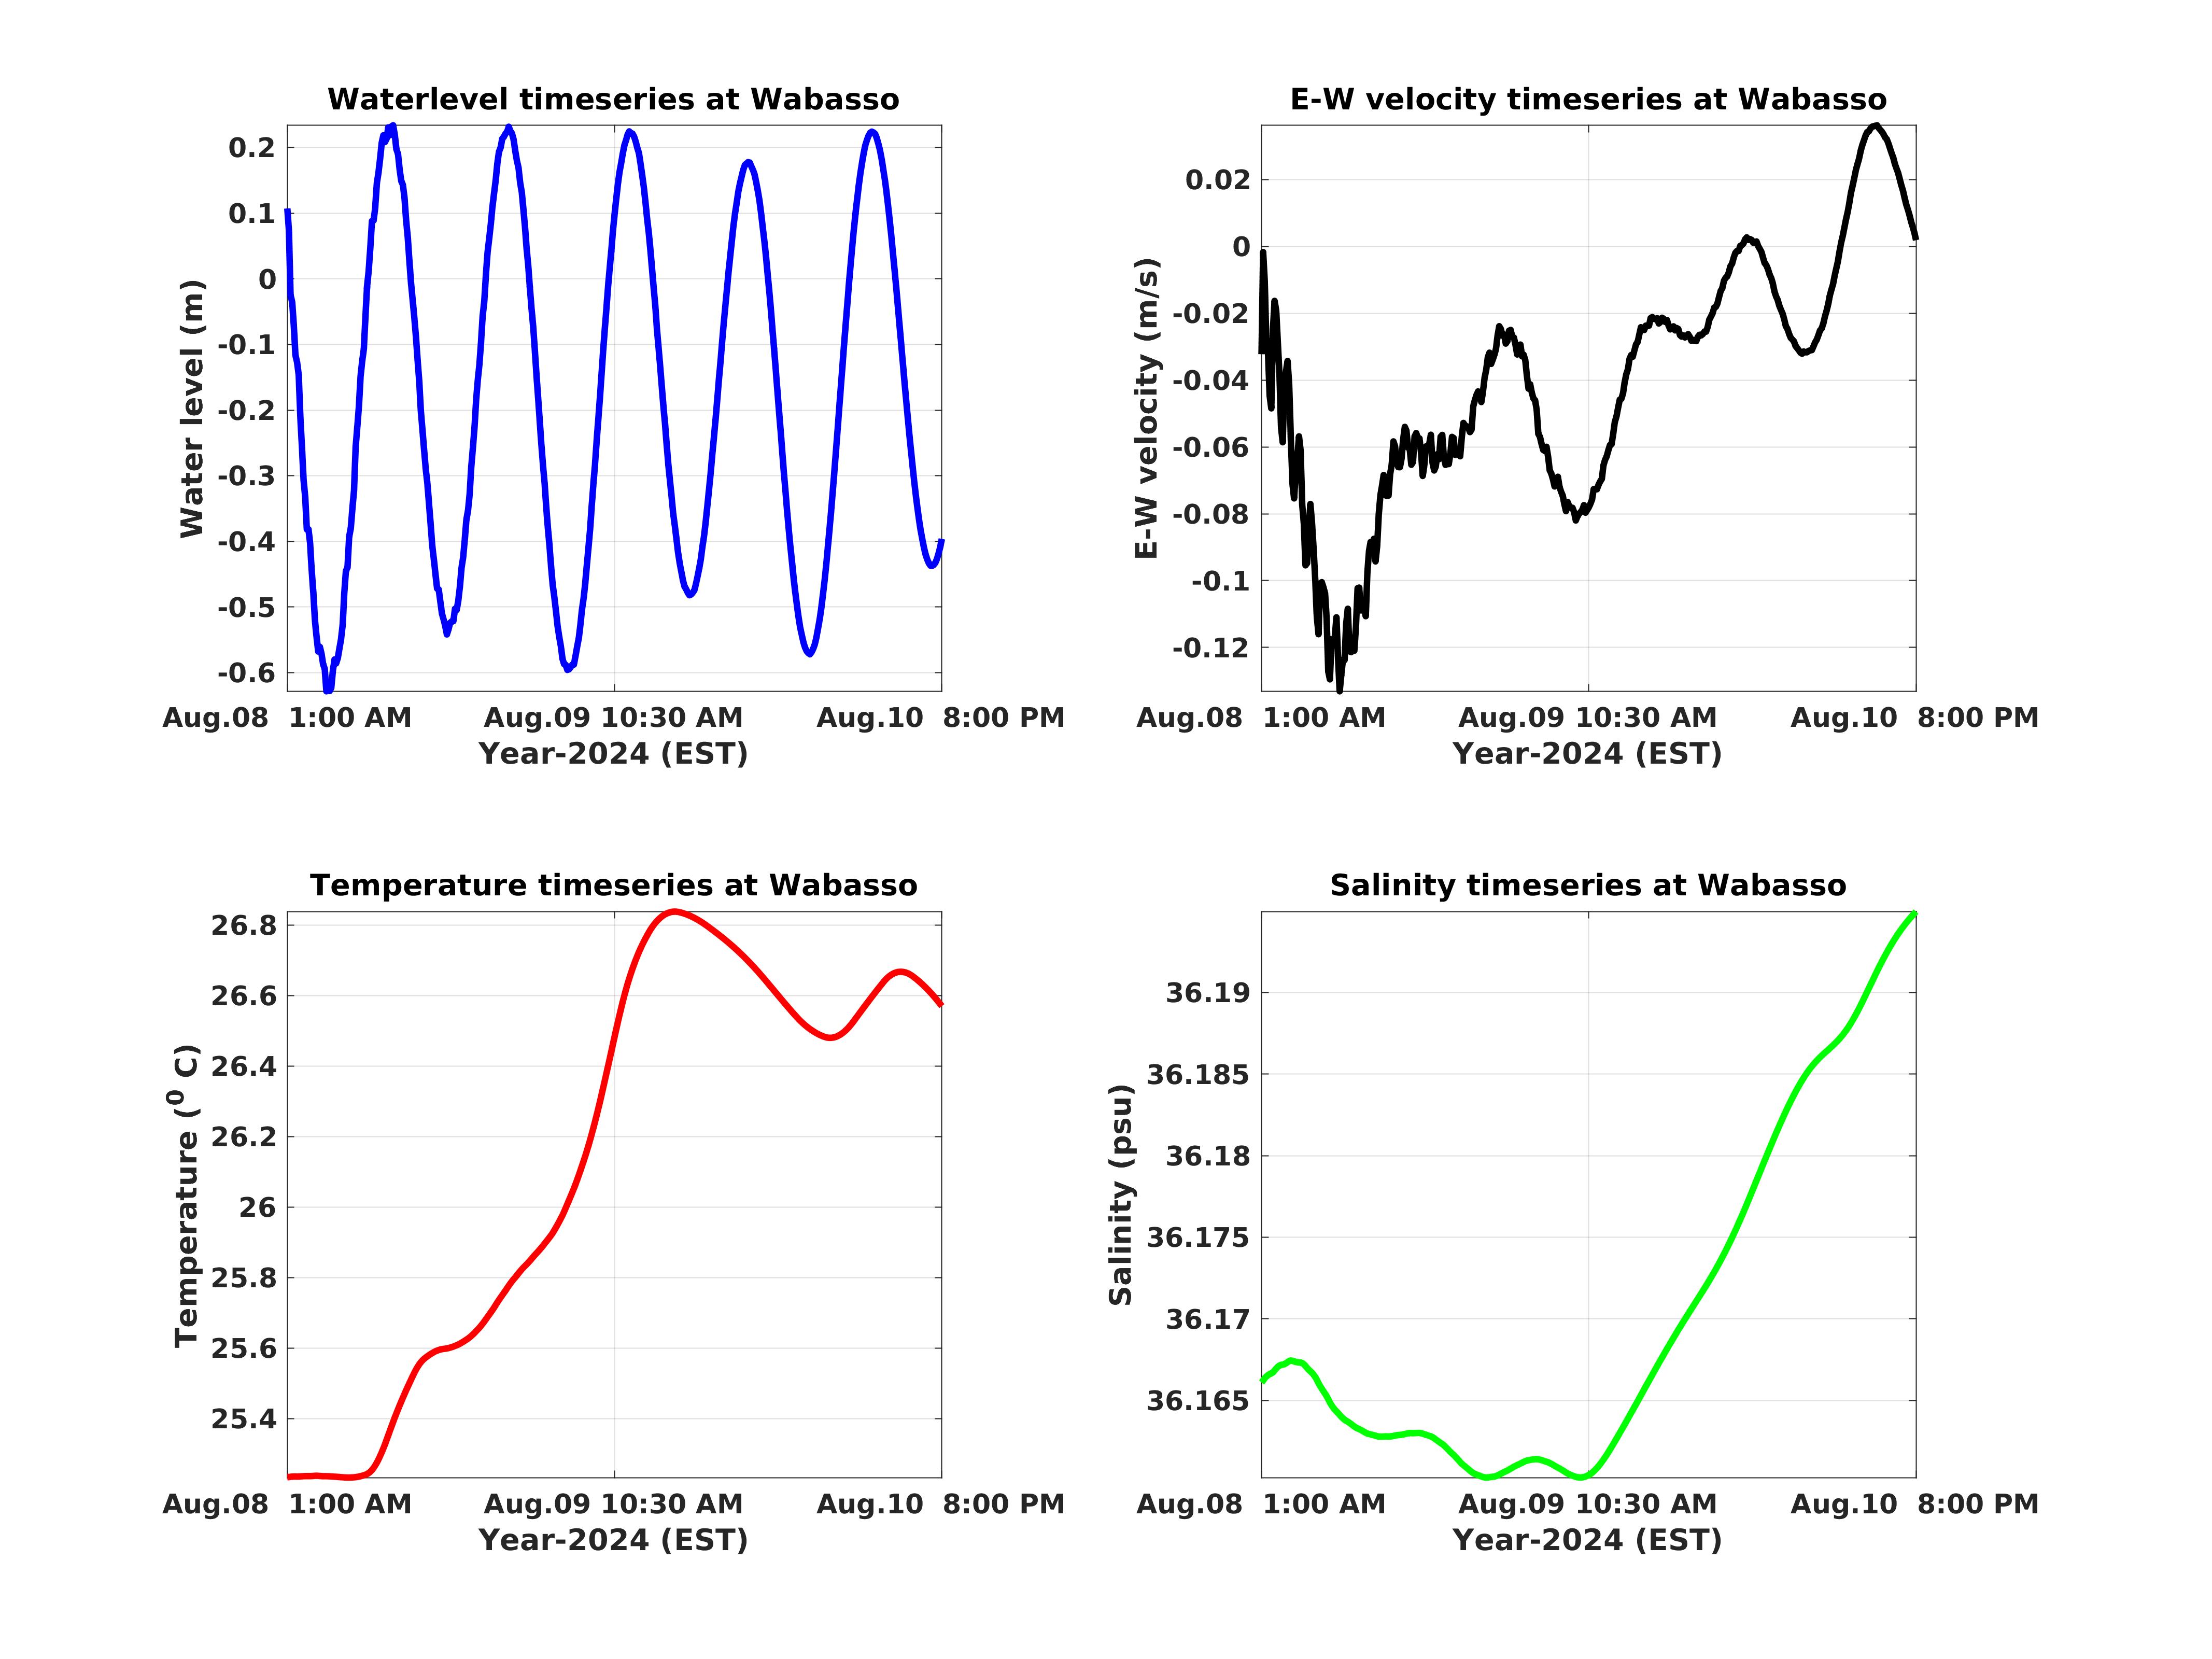 Waterlevel timeseries at Wabasso
0.2
0.1
0
-0.1
-0.2
-0.3
-0.4
-0.5
-0.6
Water level (m)
Aug.08 1:00 AM Aug.09 10:30 AM Aug.10 8:00 PM
Year-2024 (EST)
E-W velocity timeseries at Wabasso
0.02
0
-0.02
-0.04
-0.06
-0.08
-0.1
-0.12
E-W velocity (m/s)
Aug.08 1:00 AM Aug.09 10:30 AM Aug.10 8:00 PM
Year-2024 (EST)
Temperature timeseries at Wabasso
26.8
26.6
26.4
26.2
26
25.8
25.6
25.4
Temperature (⁰ C)
Aug.08 1:00 AM Aug.09 10:30 AM Aug.10 8:00 PM
Year-2024 (EST)
Salinity timeseries at Wabasso
36.19
36.185
36.18
36.175
36.17
36.165
Salinity (psu)
Aug.08 1:00 AM Aug.09 10:30 AM Aug.10 8:00 PM
Year-2024 (EST)